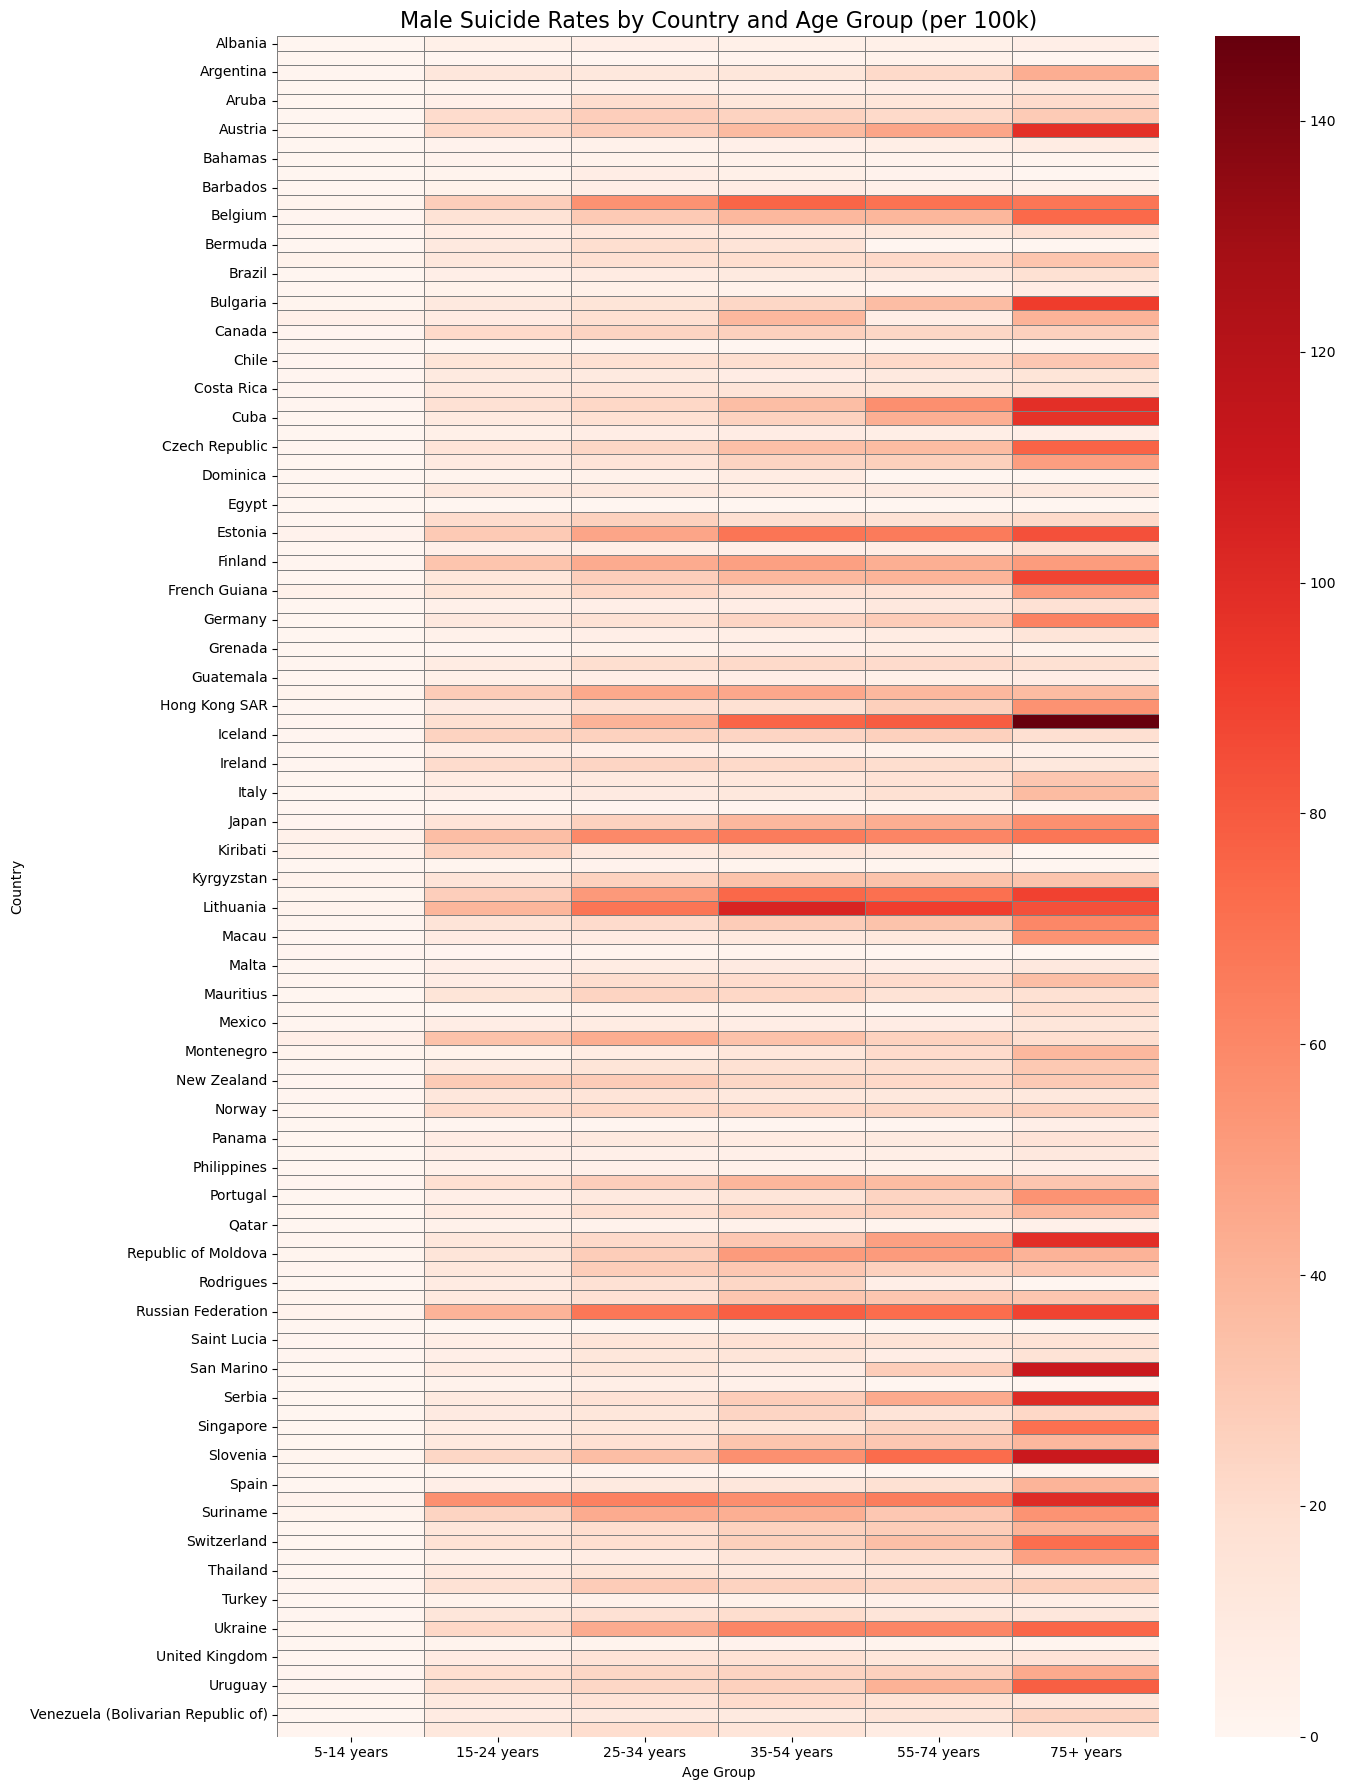 Male Suicide Rates by Country and Age Group (per 100k)
Albania
Argentina
Aruba
Austria
Bahamas
Barbados
Belgium
Bermuda
Brazil
Bulgaria
Canada
Chile
Costa Rica
Cuba
Czech Republic
Dominica
Egypt
Estonia
Finland
French Guiana
Germany
Grenada
Guatemala
Hong Kong SAR
Iceland
Ireland
Italy
Japan
Kiribati
Kyrgyzstan
Lithuania
Macau
Malta
Mauritius
Mexico
Montenegro
New Zealand
Norway
Panama
Philippines
Portugal
Qatar
Republic of Moldova
Rodrigues
Russian Federation
Saint Lucia
San Marino
Serbia
Singapore
Slovenia
Spain
Suriname
Switzerland
Thailand
Turkey
Ukraine
United Kingdom
Uruguay
Venezuela (Bolivarian Republic of)
Country
5-14 years
15-24 years
25-34 years
35-54 years
55-74 years
75+ years
Age Group
140
120
100
80
60
40
20
0